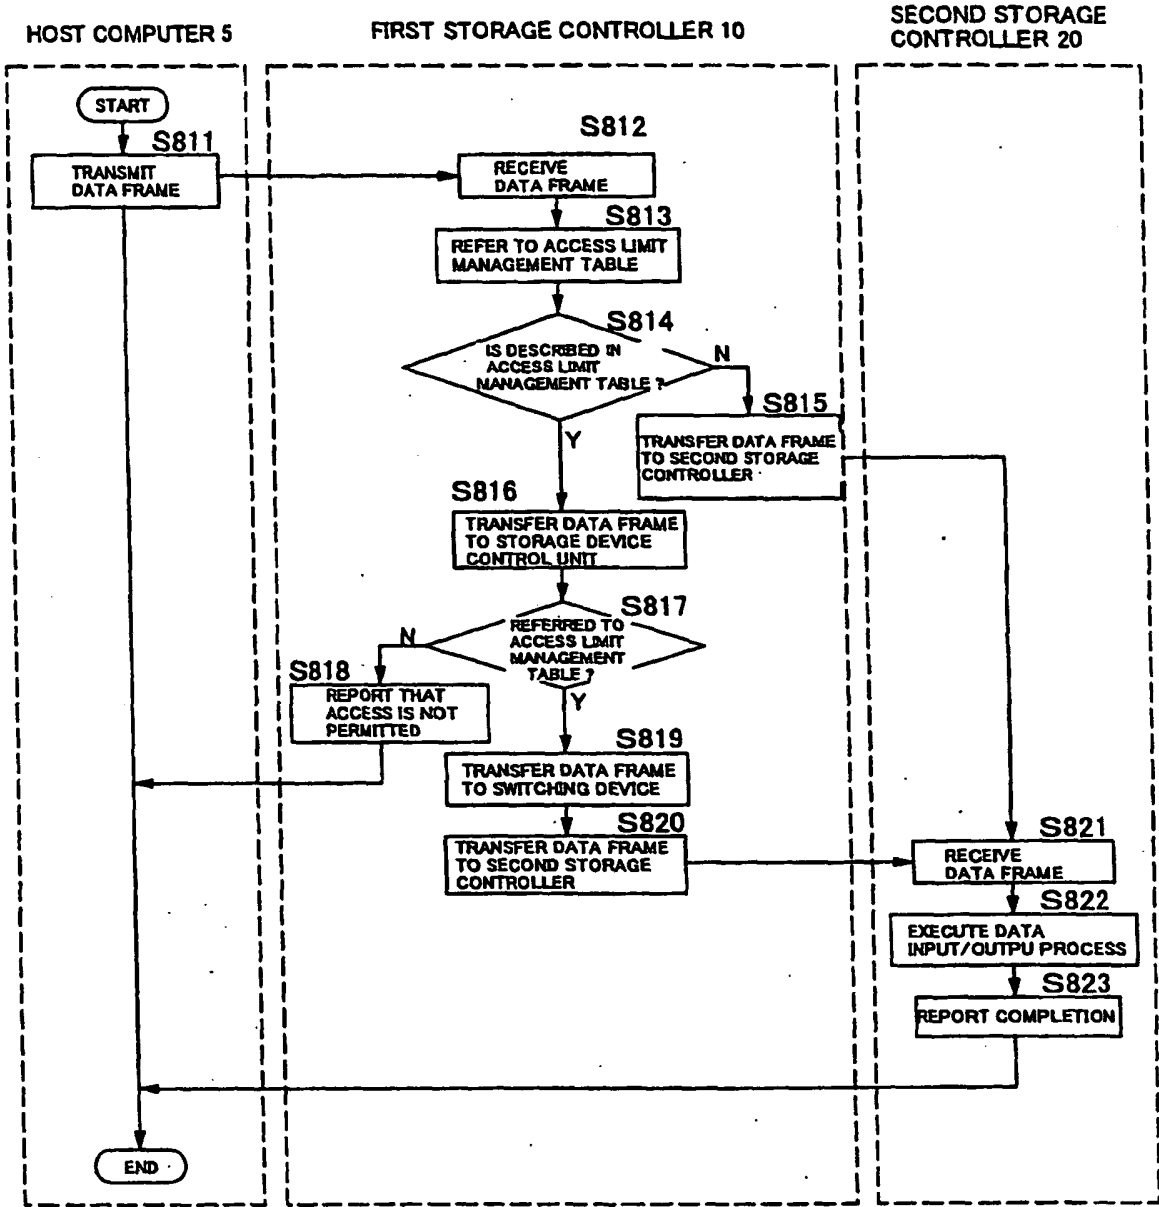 HOST COMPUTER 5
FIRST STORAGE CONTROLLER 10
SECOND STORAGE
CONTROLLER 20
START
S811
TRANSMIT
DATA FRAME
S812
RECEIVE
DATA FRAME
S813
REFER TO ACCESS LIMIT
MANAGEMENT TABLE
S814
IS DESCRIBED IN
ACCESS LIMIT
MANAGEMENT TABLE ?
N
Y
S815
TRANSFER DATA FRAME
TO SECOND STORAGE
CONTROLLER
S816
TRANSFER DATA FRAME
TO STORAGE DEVICE
CONTROL UNIT
S817
REFERRED TO
ACCESS LIMIT
MANAGEMENT
TABLE ?
N
Y
S818
REPORT THAT
ACCESS IS NOT
PERMITTED
S819
TRANSFER DATA FRAME
TO SWITCHING DEVICE
S820
TRANSFER DATA FRAME
TO SECOND STORAGE
CONTROLLER
S821
RECEIVE
DATA FRAME
S822
EXECUTE DATA
INPUT/OUTPU PROCESS
S823
REPORT COMPLETION
END